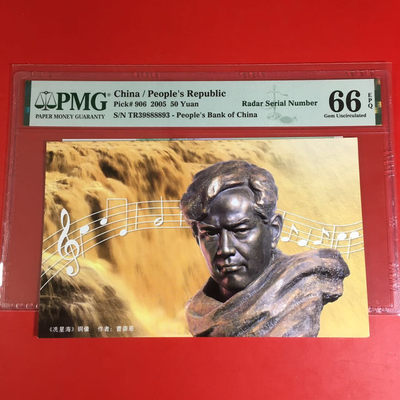 PMG
PAPER MONEY GUARANTY
China / People's Republic
Pick# 906 2005 50 Yuan
Radar Serial Number
S/N TR39888893 - People's Bank of China
66
EPQ
Gem Uncirculated
《冼星海》铜像 作者：曹崇恩